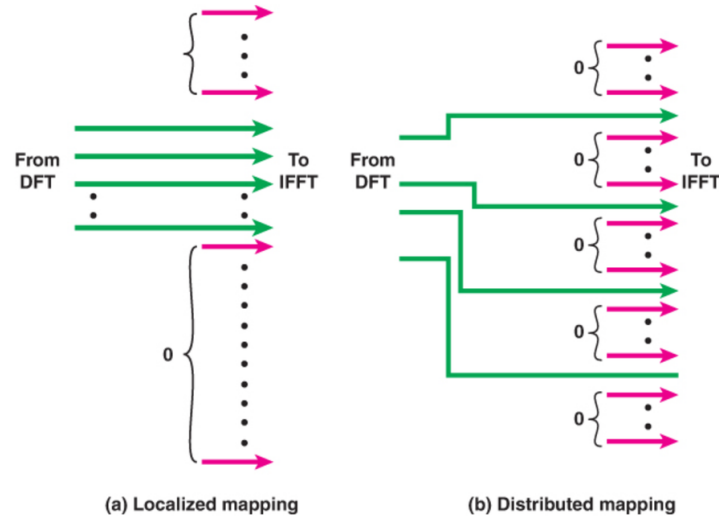 From
DFT
To
IFFT
0
(a) Localized mapping
0
From
DFT
0
To
IFFT
0
0
0
(b) Distributed mapping